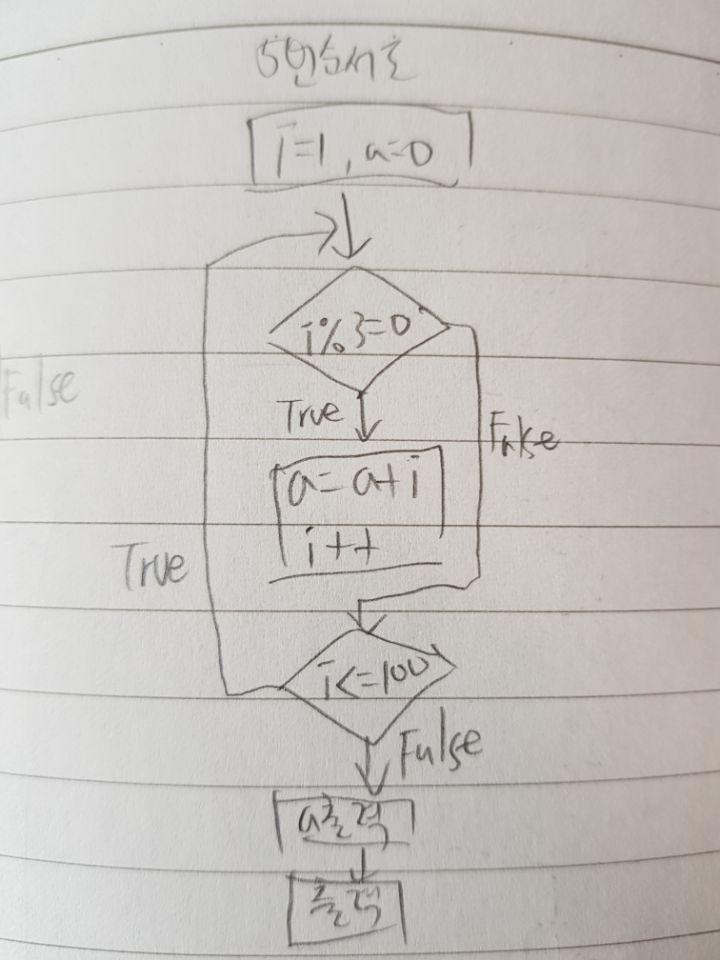 5번 순서도
i=1, a=0
i%3=0
False
True
False
a=a+i
i++
True
i<=100
False
a출력
출력